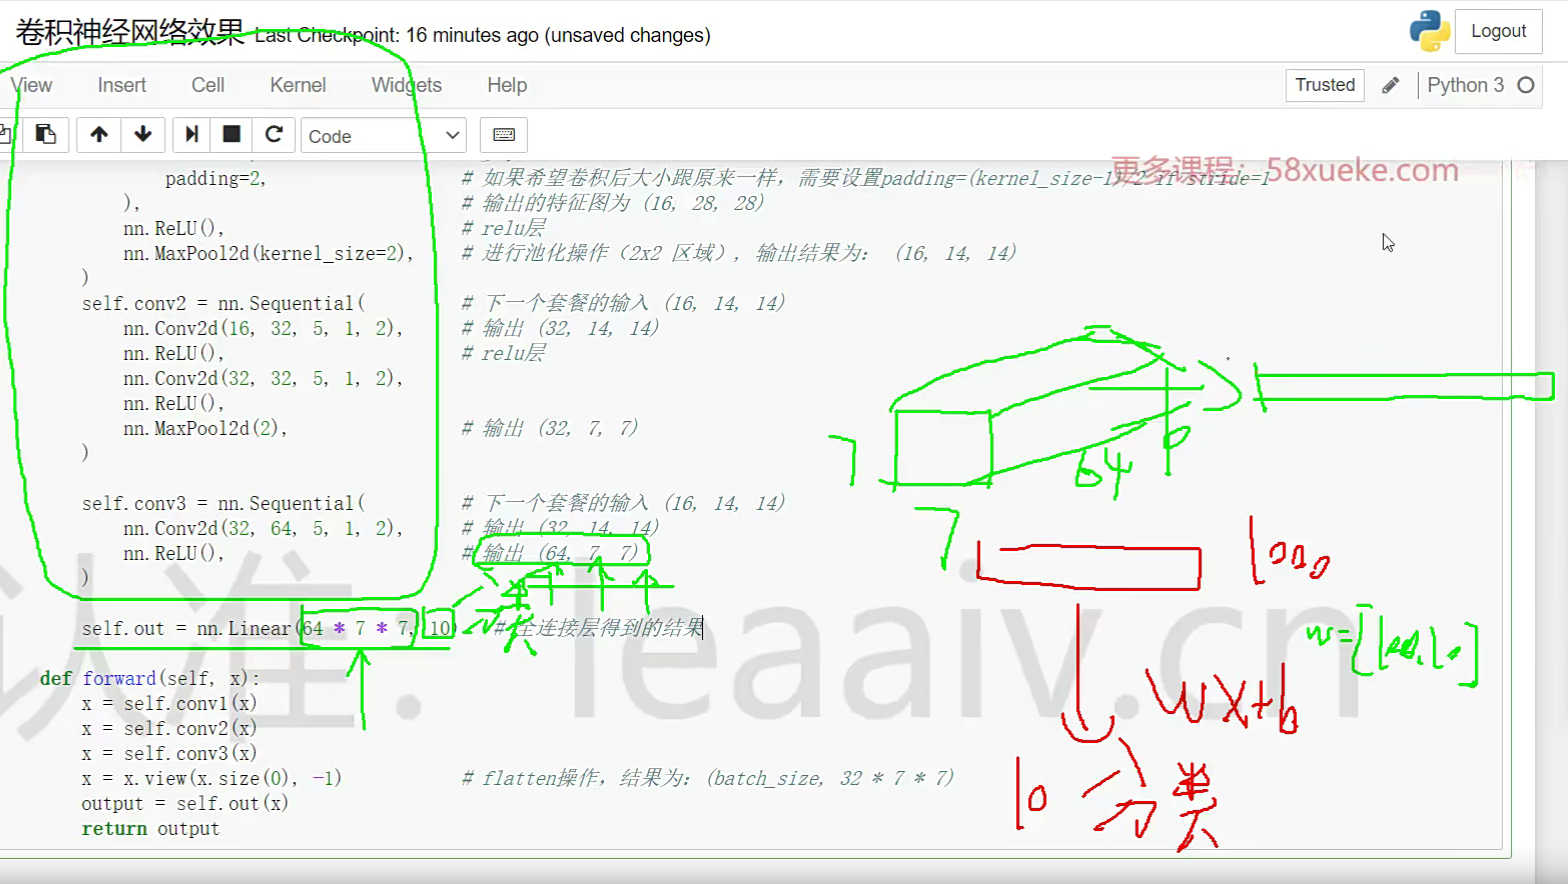 卷积神经网络效果 Last Checkpoint: 16 minutes ago (unsaved changes)
Logout
View Insert Cell Kernel Widgets Help
Trusted Python 3
Code
更多课程：58xueke.com
padding=2, # 如果希望卷积后大小跟原来一样，需要设置padding=(kernel_size-1)/2 if stride=1
), # 输出的特征图为 (16, 28, 28)
nn.ReLU(), # relu层
nn.MaxPool2d(kernel_size=2), # 进行池化操作（2x2 区域）, 输出结果为： (16, 14, 14)
)
self.conv2 = nn.Sequential( # 下一个套餐的输入 (16, 14, 14)
nn.Conv2d(16, 32, 5, 1, 2), # 输出 (32, 14, 14)
nn.ReLU(), # relu层
nn.Conv2d(32, 32, 5, 1, 2),
nn.ReLU(),
nn.MaxPool2d(2), # 输出 (32, 7, 7)
)
7
64
self.conv3 = nn.Sequential( # 下一个套餐的输入 (16, 14, 14)
nn.Conv2d(32, 64, 5, 1, 2), # 输出 (32, 14, 14)
7
nn.ReLU(), # 输出 (64, 7, 7)
1000
)
self.out = nn.Linear(64 * 7 * 7, 10) # 全连接层得到的结果
分类
认准：leaaiv.cn
def forward(self, x):
x = self.conv1(x)
WX+b
x = self.conv2(x)
x = self.conv3(x)
x = x.view(x.size(0), -1) # flatten操作，结果为：(batch_size, 32 * 7 * 7)
10 分类
output = self.out(x)
return output